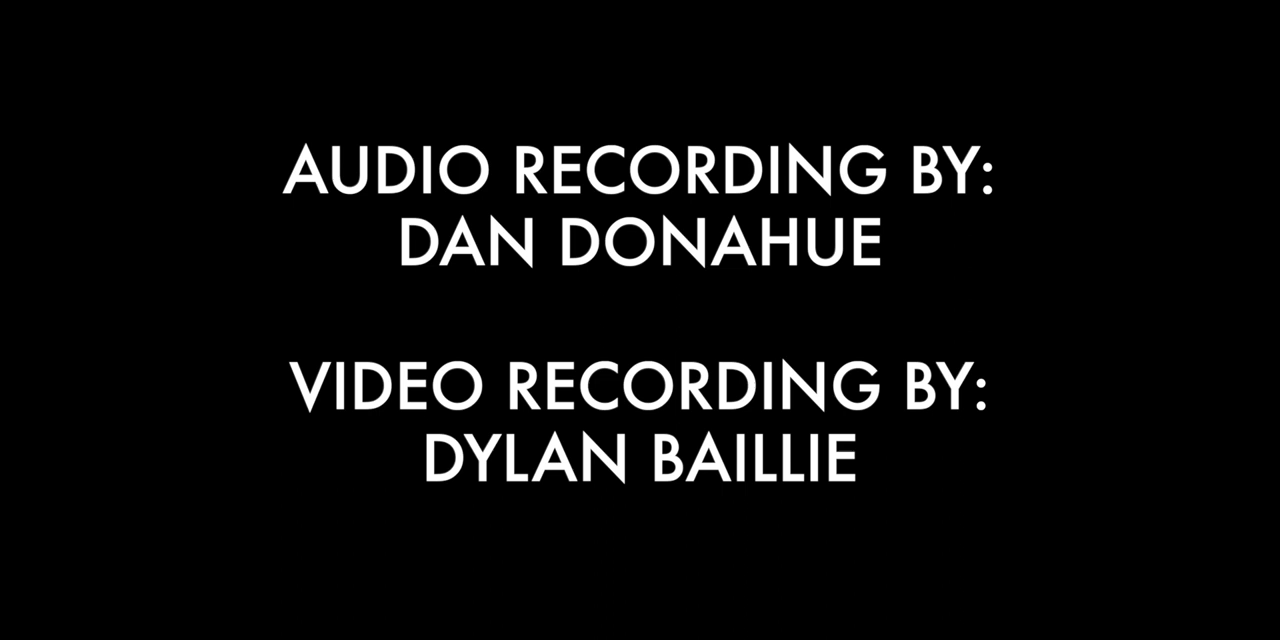 AUDIO RECORDING BY:
DAN DONAHUE
VIDEO RECORDING BY:
DYLAN BAILLIE